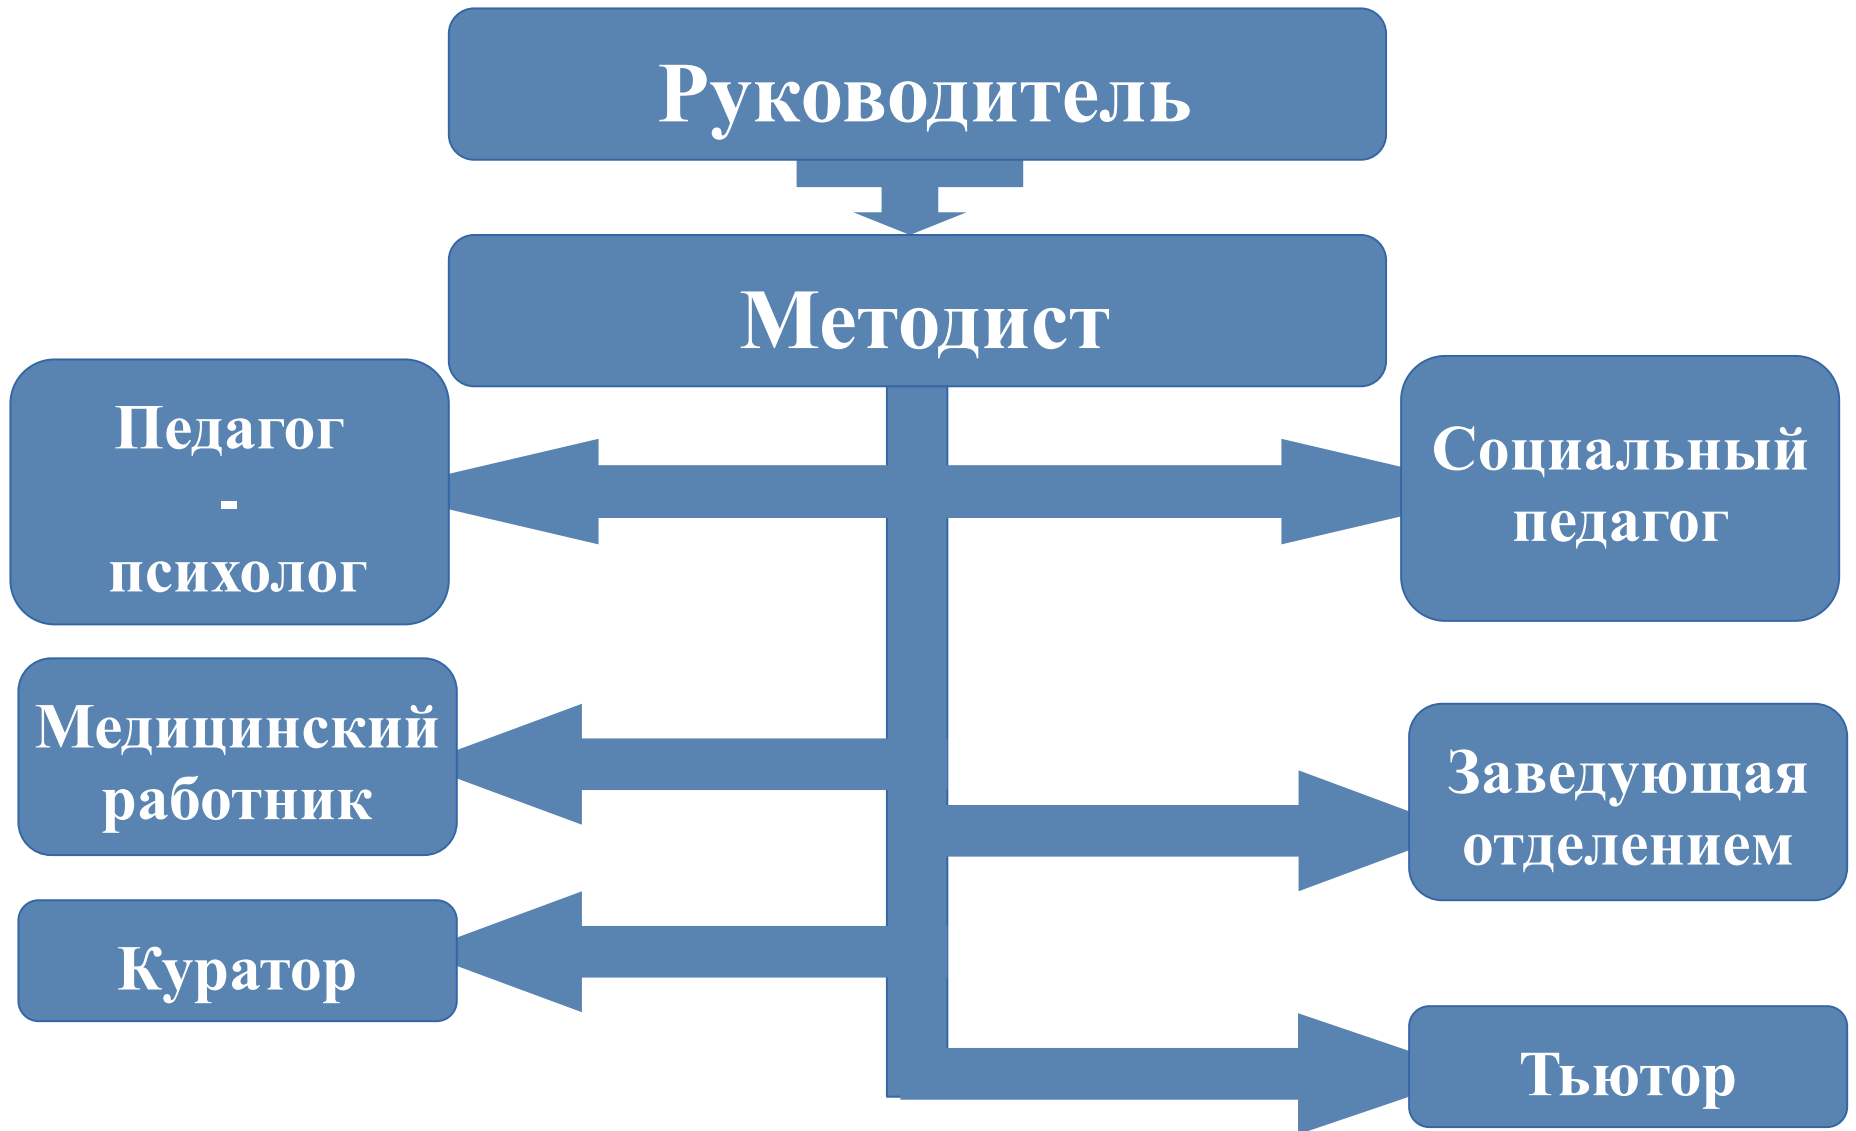 Руководитель
Методист
Педагог
-
психолог
Социальный
педагог
Медицинский
работник
Заведующая
отделением
Куратор
Тьютор